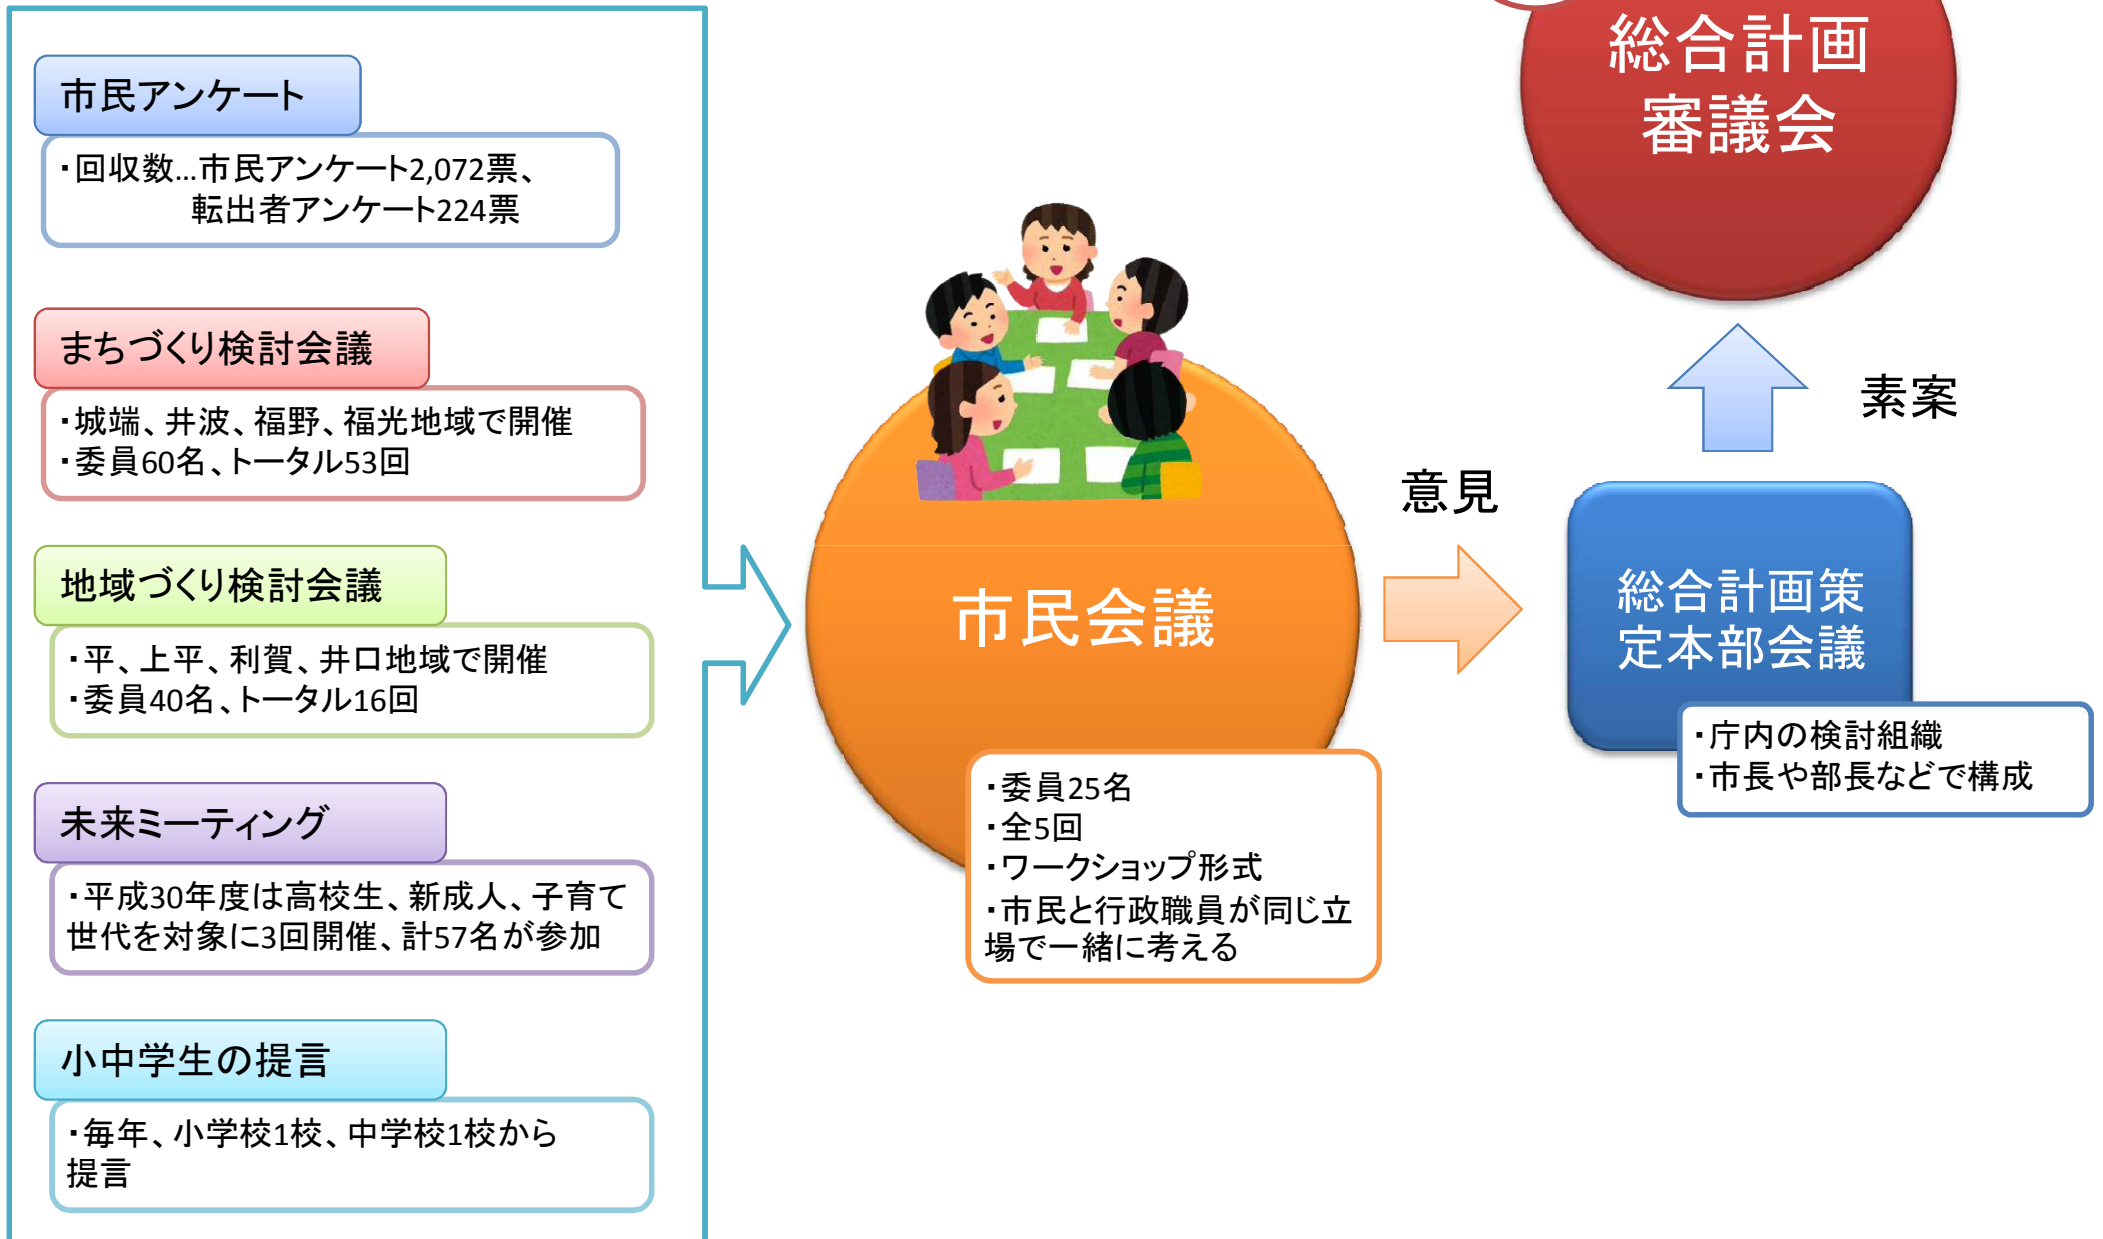 市民アンケート
・回収数…市民アンケート2,072票、
転出者アンケート224票
まちづくり検討会議
・城端、井波、福野、福光地域で開催
・委員60名、トータル53回
地域づくり検討会議
・平、上平、利賀、井口地域で開催
・委員40名、トータル16回
未来ミーティング
・平成30年度は高校生、新成人、子育て
世代を対象に3回開催、計57名が参加
小中学生の提言
・毎年、小学校1校、中学校1校から
提言
市民会議
・委員25名
・全5回
・ワークショップ形式
・市民と行政職員が同じ立
場で一緒に考える
意見
総合計画策
定本部会議
・庁内の検討組織
・市長や部長などで構成
素案
総合計画
審議会